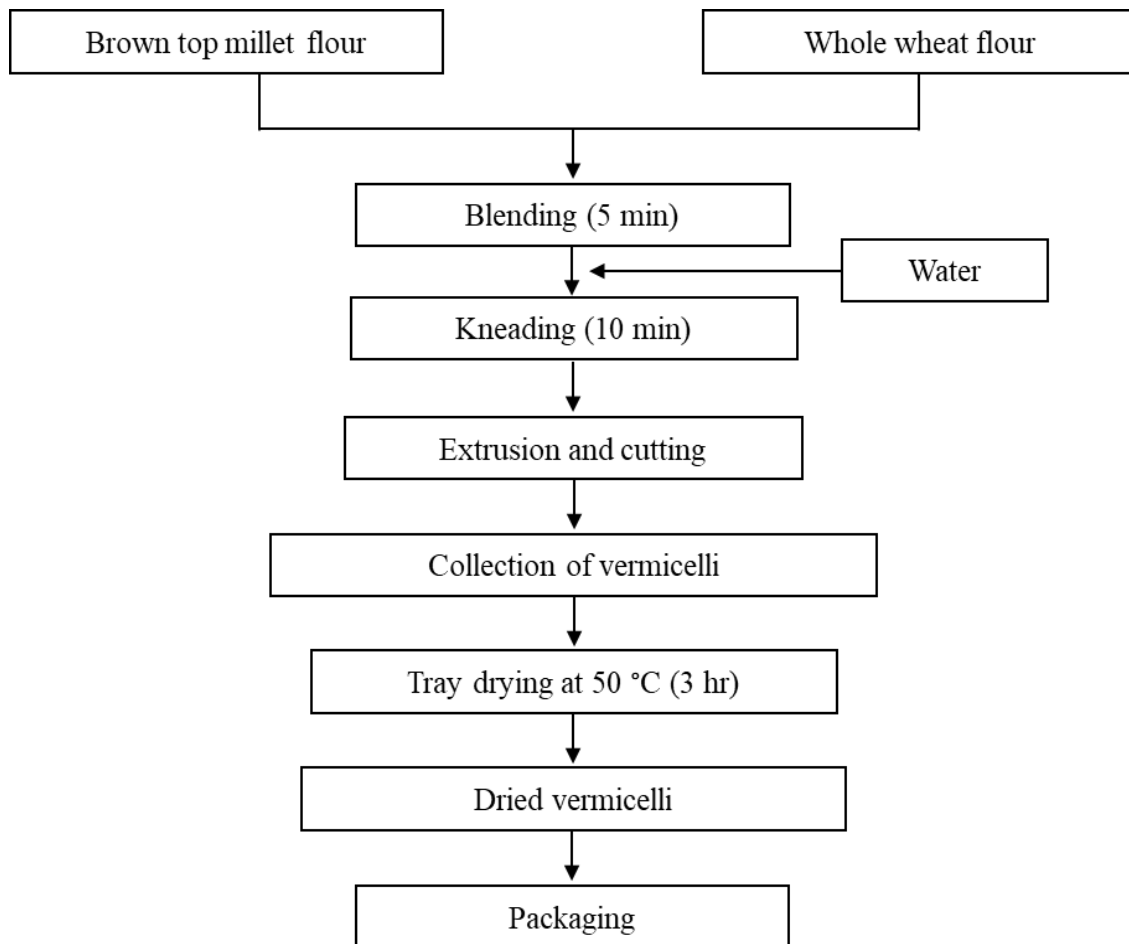 Brown top millet flour
Whole wheat flour
Blending (5 min)
Water
Kneading (10 min)
Extrusion and cutting
Collection of vermicelli
Tray drying at 50 °C (3 hr)
Dried vermicelli
Packaging